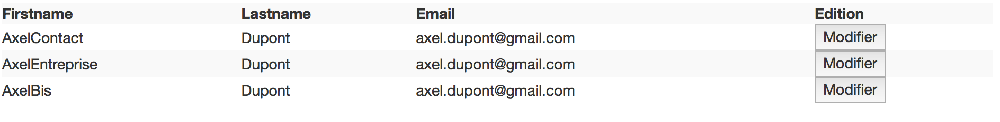 Firstname Lastname Email Edition
AxelContact Dupont axel.dupont@gmail.com Modifier
AxelEntreprise Dupont axel.dupont@gmail.com Modifier
AxelBis Dupont axel.dupont@gmail.com Modifier